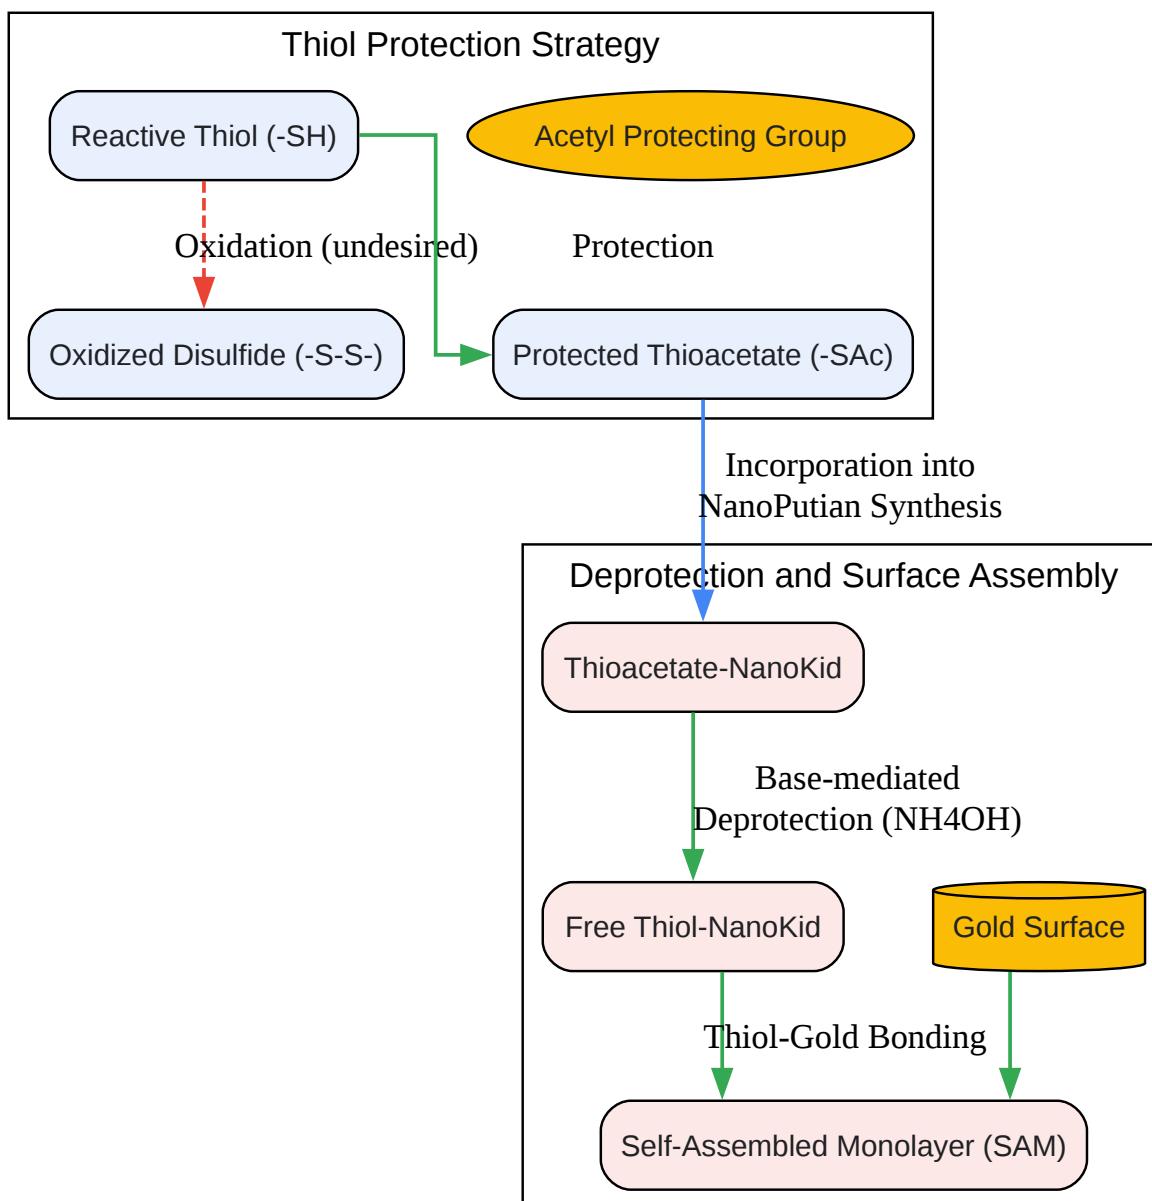 Thiol Protection Strategy
Reactive Thiol (-SH)
Acetyl Protecting Group
Oxidation (undesired)
Protection
Oxidized Disulfide (-S-S-)
Protected Thioacetate (-SAc)
Incorporation into
NanoPutian Synthesis
Deprotection and Surface Assembly
Thioacetate-NanoKid
Base-mediated
Deprotection (NH4OH)
Free Thiol-NanoKid
Gold Surface
Thiol-Gold Bonding
Self-Assembled Monolayer (SAM)